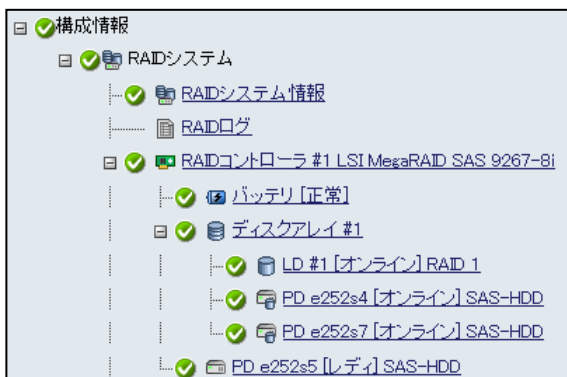 構成情報
RAIDシステム
RAIDシステム情報
RAIDログ
RAIDコントローラ #1 LSI MegaRAID SAS 9267-8i
バッテリ [正常]
ディスクアレイ #1
LD #1 [オンライン] RAID 1
PD e252s4 [オンライン] SAS-HDD
PD e252s7 [オンライン] SAS-HDD
PD e252s5 [レディ] SAS-HDD